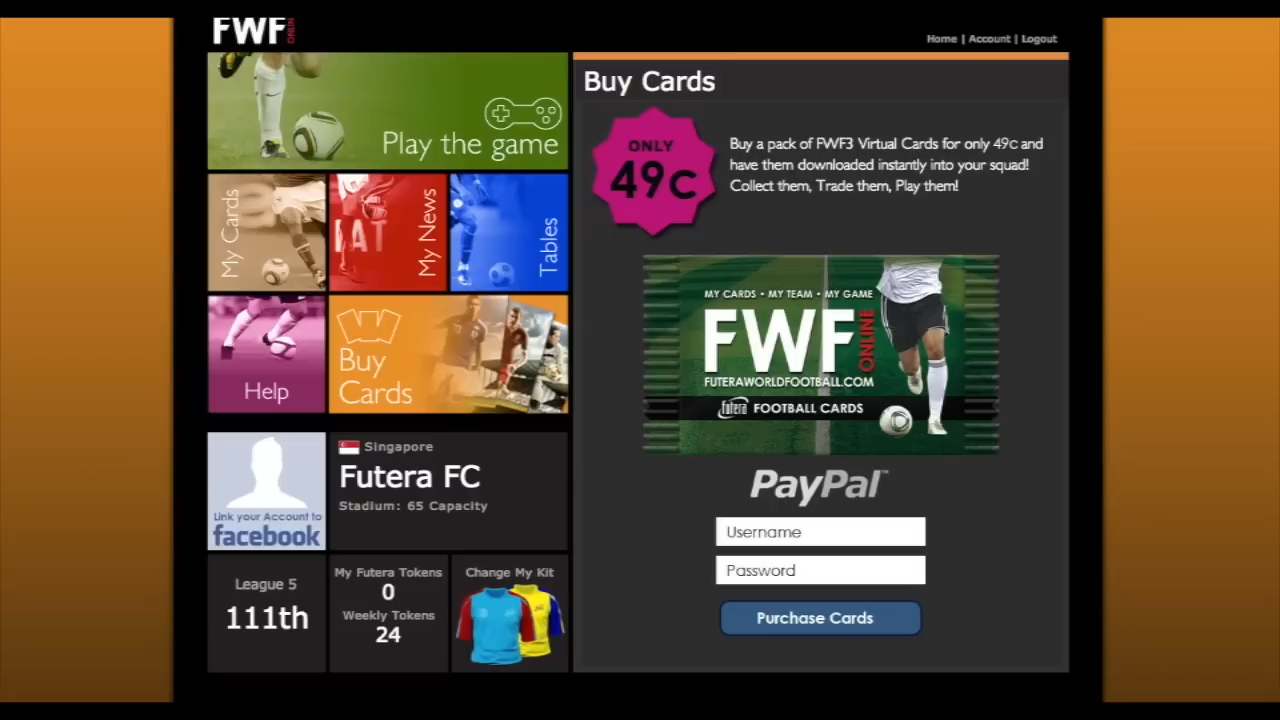 FWF ONLINE
Home | Account | Logout
Play the game
My Cards
My News
Tables
Help
Buy
Cards
Link your Account to
facebook
Singapore
Futera FC
Stadium: 65 Capacity
League 5
111th
My Futera Tokens
0
Weekly Tokens
24
Change My Kit
Buy Cards
ONLY
49c
Buy a pack of FWF3 Virtual Cards for only 49c and
have them downloaded instantly into your squad!
Collect them, Trade them, Play them!
MY CARDS • MY TEAM • MY GAME
FWF ONLINE
FUTERAWORLDFOOTBALL.COM
futera FOOTBALL CARDS
PayPal™
Username
Password
Purchase Cards